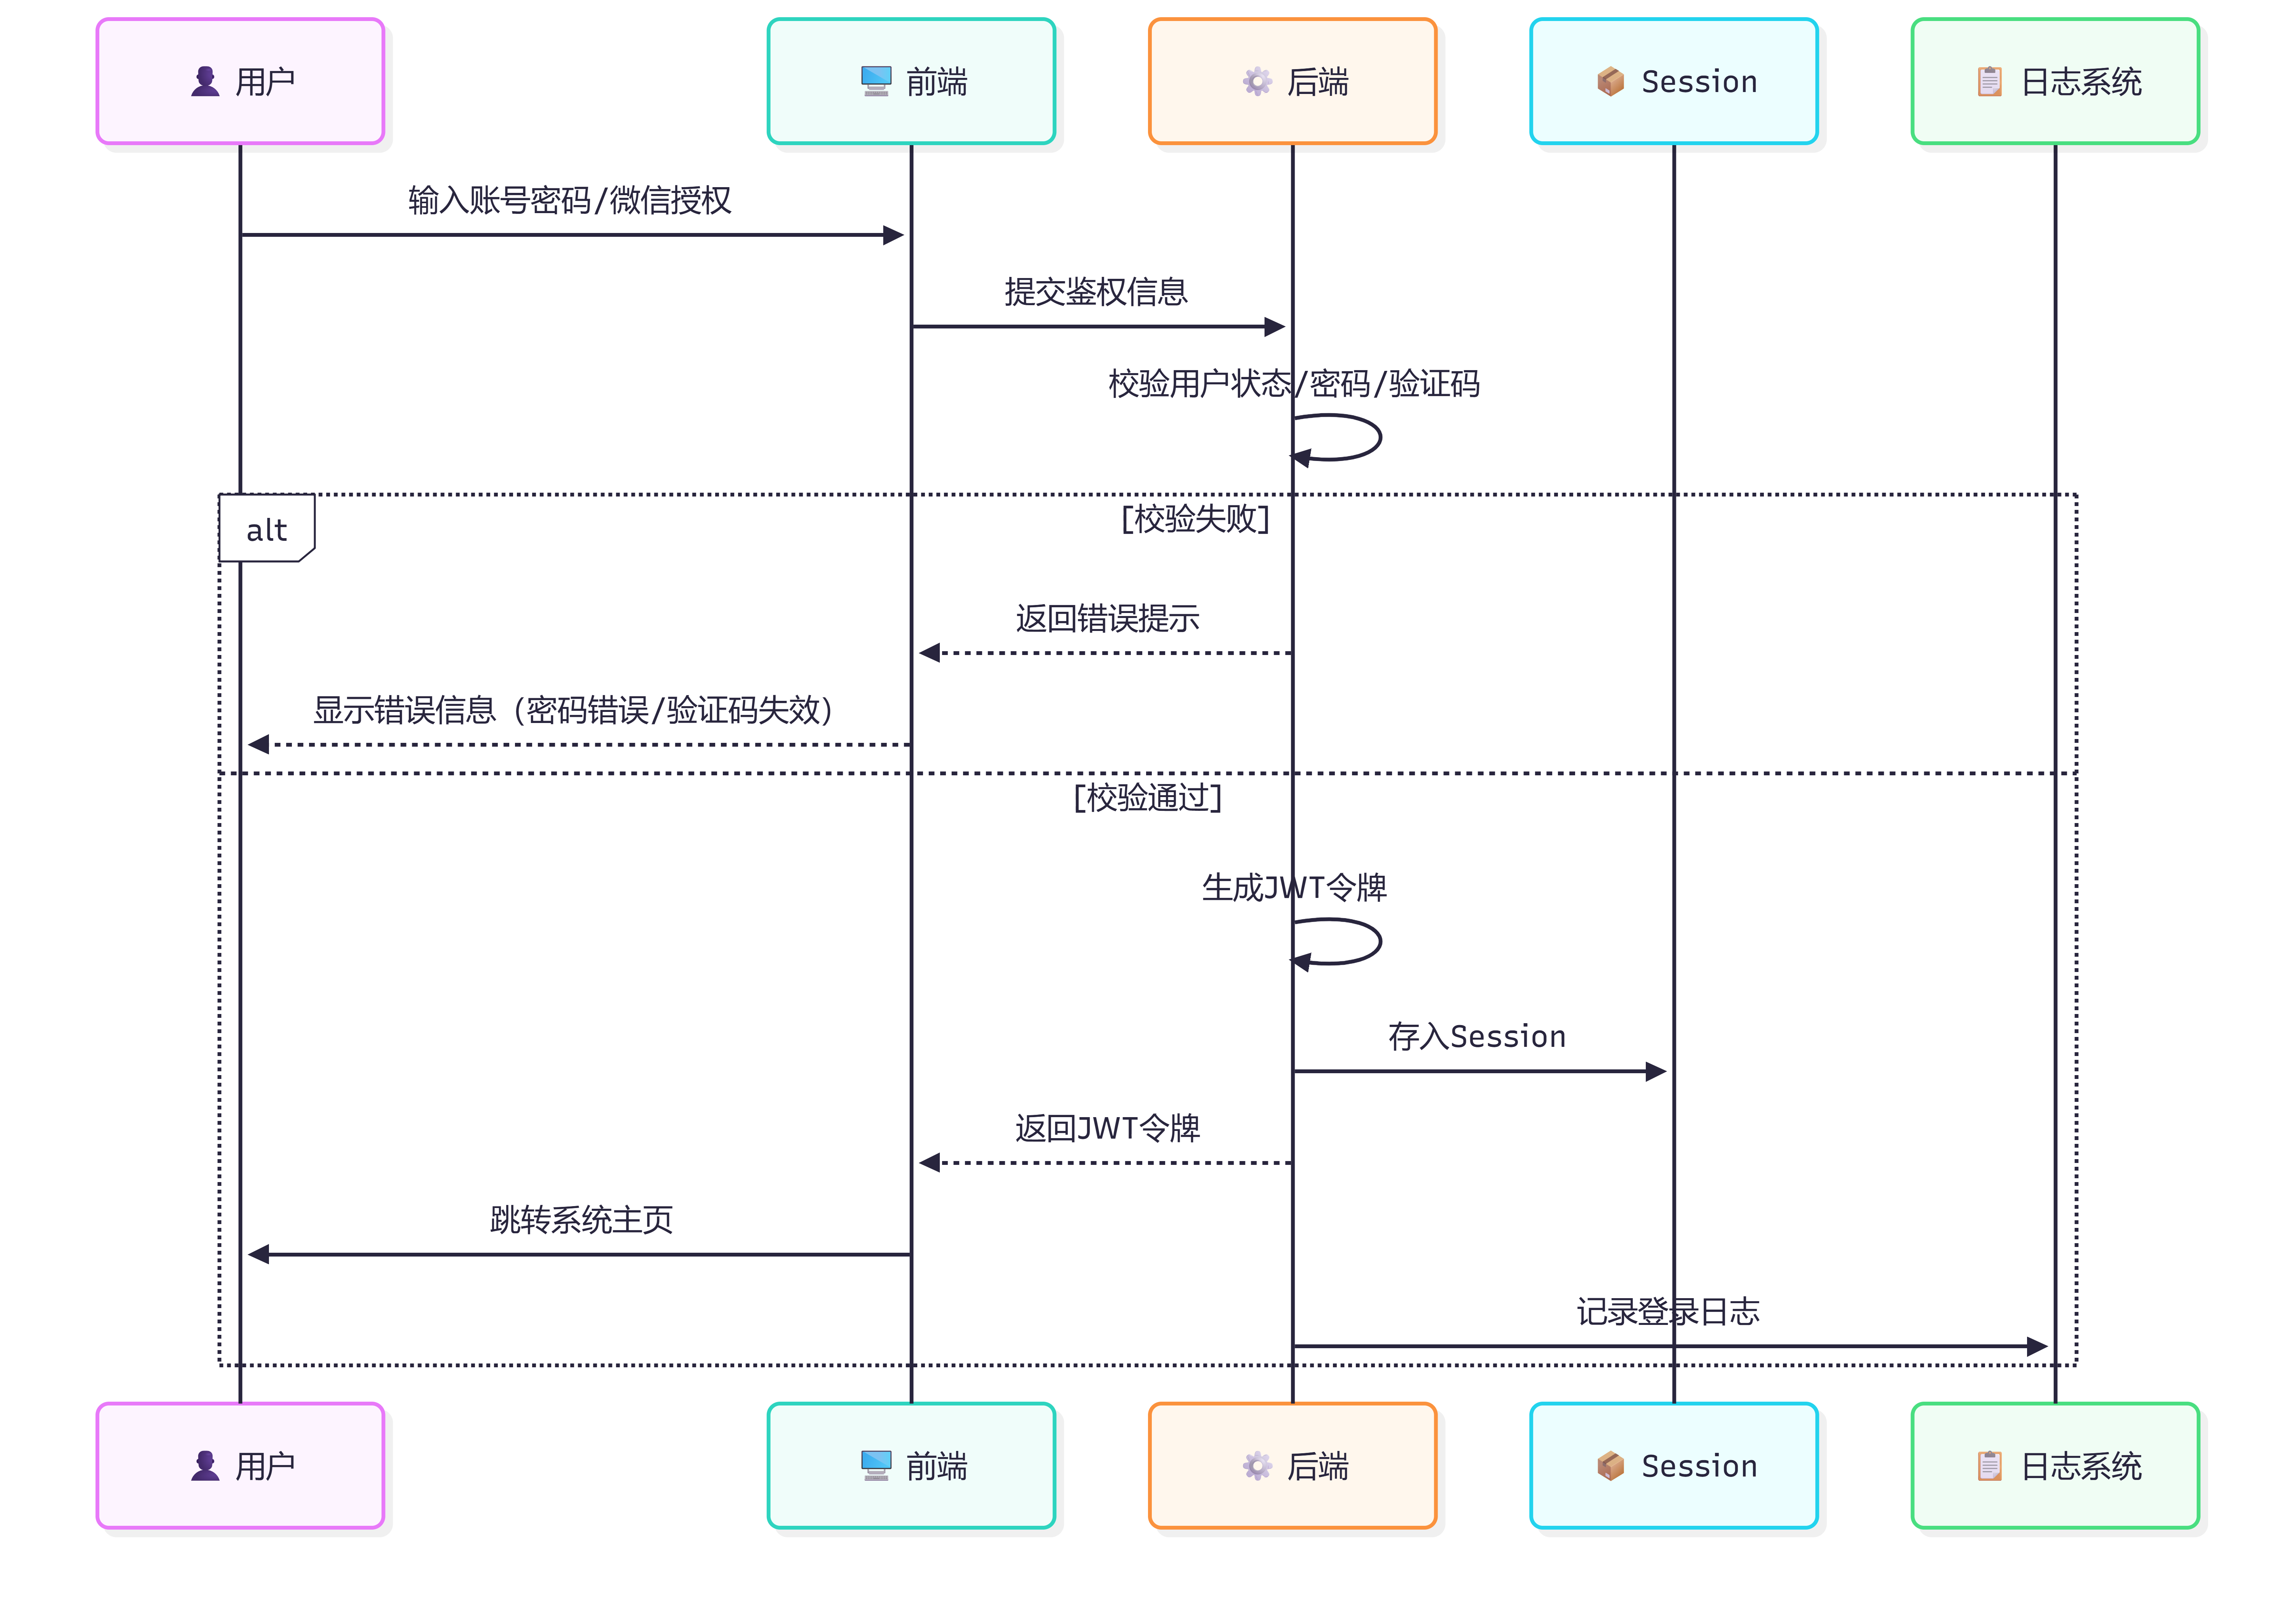 用户
前端
后端
Session
日志系统
输入账号密码/微信授权
提交鉴权信息
校验用户状态/密码/验证码
alt
[校验失败]
返回错误提示
显示错误信息（密码错误/验证码失效）
[校验通过]
生成JWT令牌
存入Session
返回JWT令牌
跳转系统主页
记录登录日志
用户
前端
后端
Session
日志系统